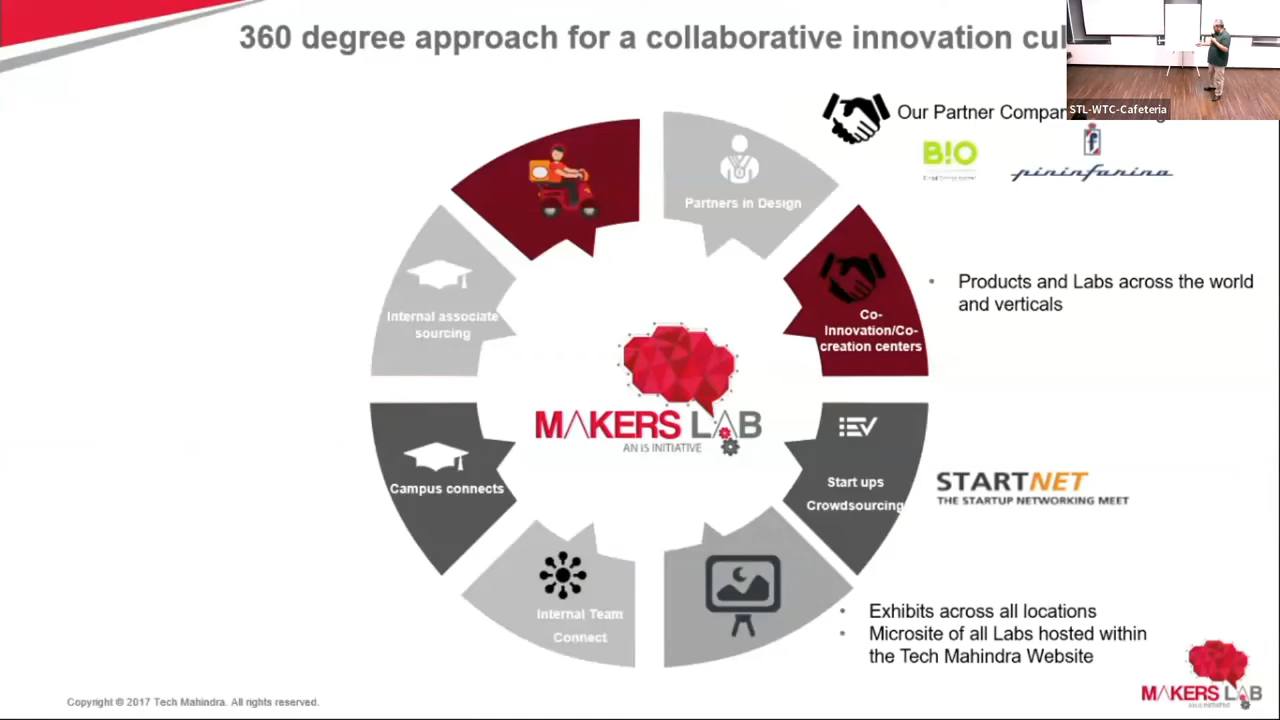 360 degree approach for a collaborative innovation cul
STL-WTC-Cafeteria
Our Partner Compan
B!O
pininfarina
Partners in Design
Products and Labs across the world
and verticals
Co-
Innovation/Co-
creation centers
Internal associate
sourcing
MAKERS LAB
AN IS INITIATIVE
Campus connects
Start ups
Crowdsourcing
STARTNET
THE STARTUP NETWORKING MEET
Internal Team
Connect
Exhibits across all locations
Microsite of all Labs hosted within
the Tech Mahindra Website
MAKERS LAB
AN IS INITIATIVE
Copyright © 2017 Tech Mahindra. All rights reserved.